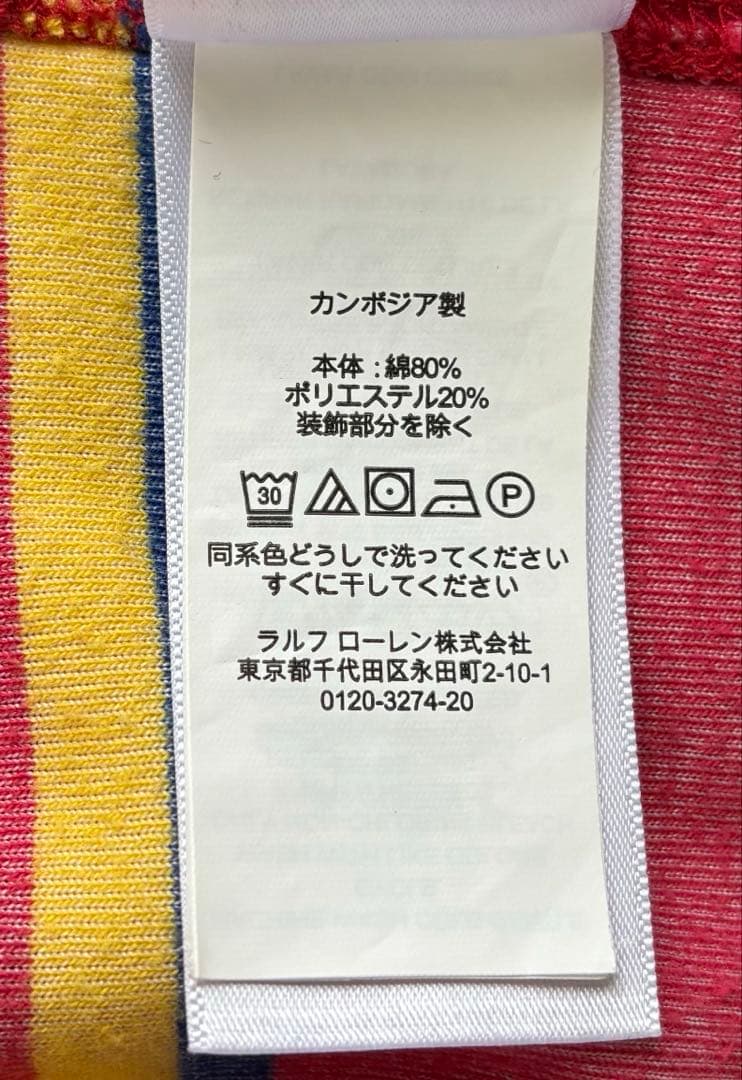 カンボジア製
本体 : 綿80%
ポリエステル20%
装飾部分を除く
30 P
同系色どうしで洗ってください
すぐに干してください
ラルフ ローレン株式会社
東京都千代田区永田町2-10-1
0120-3274-20